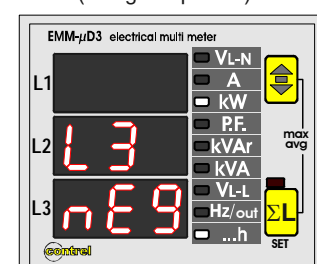 EMM-µD3 electrical multi meter
L1
L2 L3
L3 nE9
VL-N
A
kW
P.F.
kVAr
kVA
VL-L
Hz/out
...h
max
avg
ΣL
SET
contrel